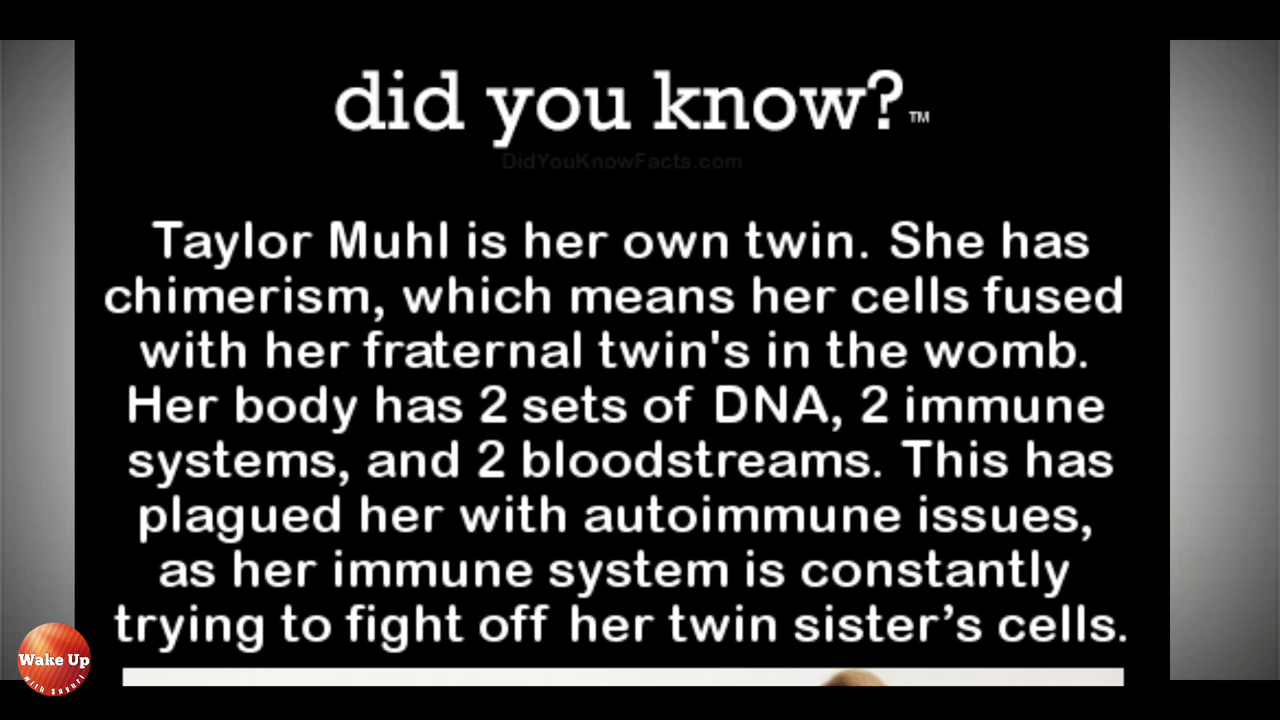 did you know?™
DidYouKnowFacts.com
Taylor Muhl is her own twin. She has
chimerism, which means her cells fused
with her fraternal twin's in the womb.
Her body has 2 sets of DNA, 2 immune
systems, and 2 bloodstreams. This has
plagued her with autoimmune issues,
as her immune system is constantly
trying to fight off her twin sister’s cells.
Wake Up